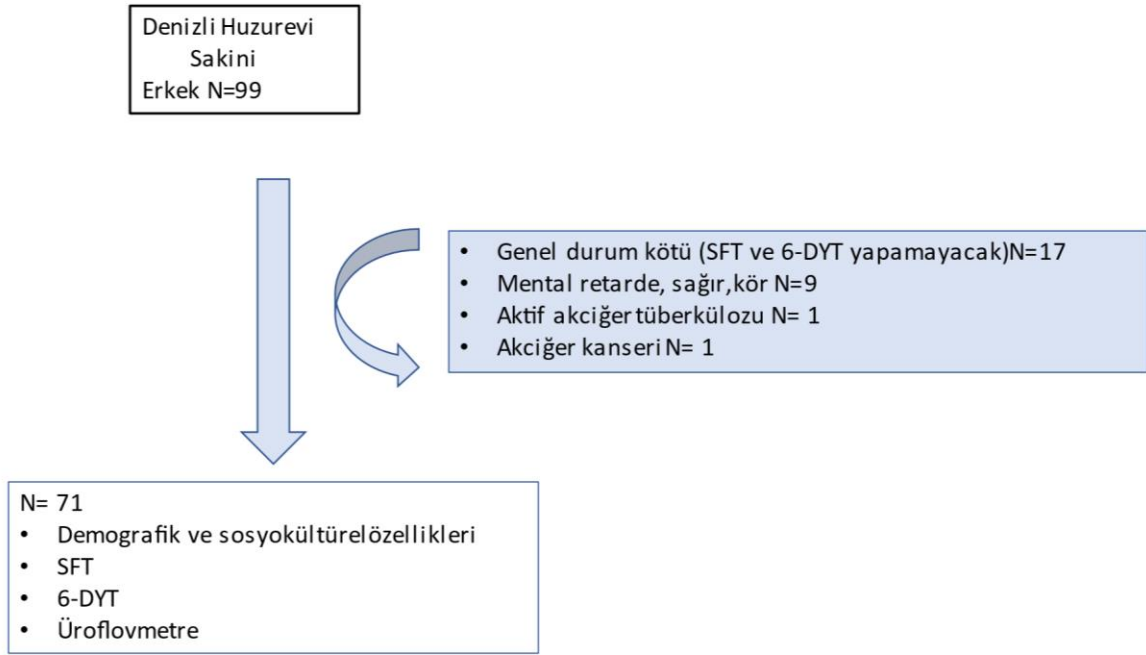 Denizli Huzurevi
Sakini
Erkek N=99
• Genel durum kötü (SFT ve 6-DYT yapamayacak)N=17
• Mental retarde, sağır,kör N=9
• Aktif akciğer tüberkülozu N= 1
• Akciğer kanseri N= 1
N= 71
• Demografik ve sosyokültürel özellikleri
• SFT
• 6-DYT
• Üroflovmetre